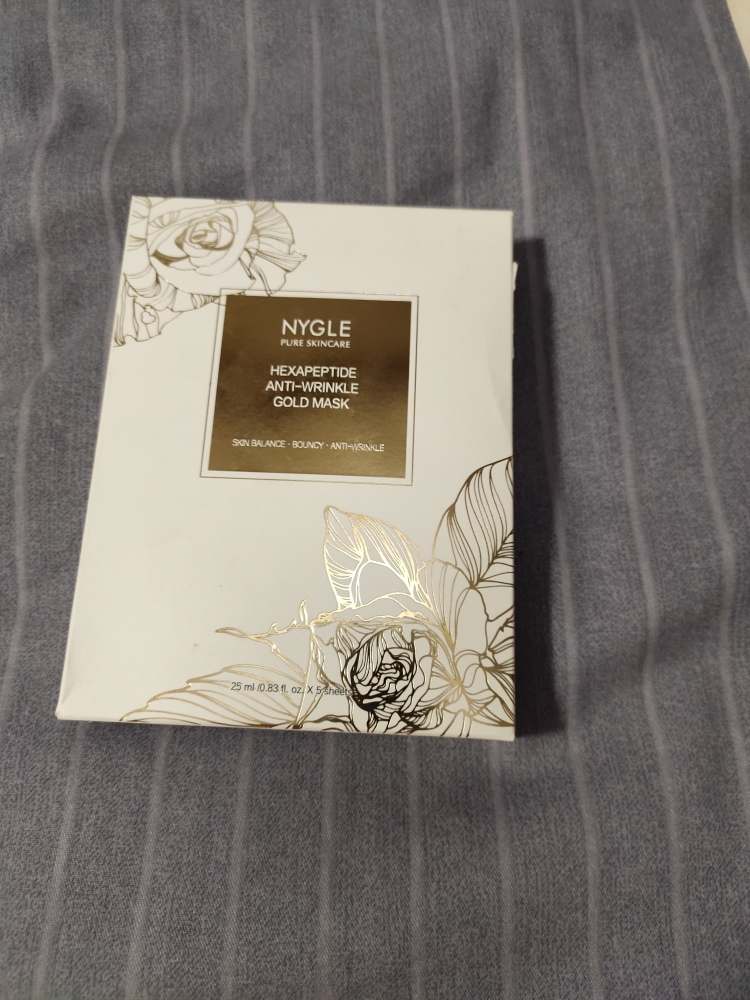 NYGLE
PURE SKINCARE
HEXAPEPTIDE
ANTI-WRINKLE
GOLD MASK
SKIN BALANCE · BOUNCY · ANTI-WRINKLE
25 ml /0.83 fl. oz. X 5 sheets